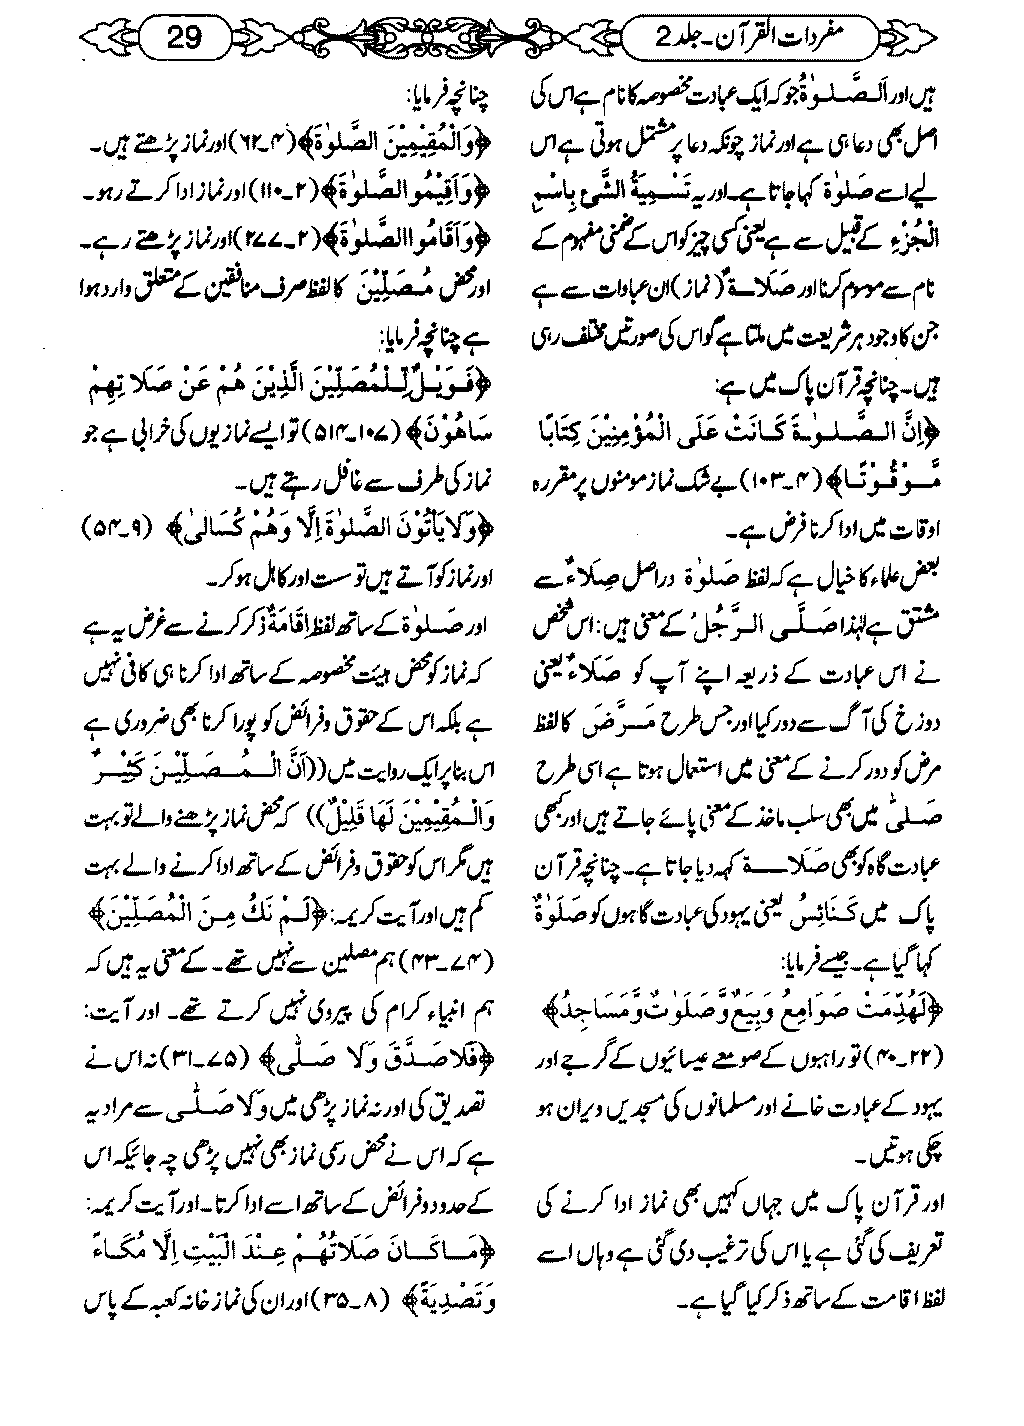 مفردات القرآن۔جلد 2
29
ہیں اور اَلصَّلٰوۃُ جو کہ ایک عبادت مخصوصہ کا نام ہے اس کی
اصل بھی دعا ہی ہے اور نماز چونکہ دعا پر مشتمل ہوتی ہے اس
لیے اسے صَلٰوۃ کہا جاتا ہے۔اور یہ تَسْمِیَۃُ الشَّیْ بِاسْمِ
الْجُزْءِ کے قبیل سے ہے یعنی کسی چیز کو اس کے ضمنی مفہوم کے
نام سے موسوم کرنا اور صَلَاۃٌ (نماز) ان عبادات سے ہے
جن کا وجود ہر شریعت میں ملتا ہے گو اس کی صورتیں مختلف رہی
ہیں۔چنانچہ قرآن پاک میں ہے:
﴿اِنَّ الصَّلٰوۃَ کَانَتْ عَلَی الْمُؤْمِنِیْنَ کِتَابًا
مَّوْقُوْتًا﴾ (۴۔۱۰۳) بے شک نماز مومنوں پر مقررہ
اوقات میں ادا کرنا فرض ہے۔
بعض علماء کا خیال ہے کہ لفظ صَلٰوۃ دراصل صِلَاءٌ سے
مشتق ہے لہٰذا صَلَّی الرَّجُلُ کے معنی ہیں: اس شخص
نے اس عبادت کے ذریعہ اپنے آپ کو صَلَاءٌ یعنی
دوزخ کی آگ سے دور کیا اور جس طرح مَرَّضَ کا لفظ
مرض کو دور کرنے کے معنی میں استعمال ہوتا ہے اسی طرح
صَلّٰی میں بھی سلب ماخذ کے معنی پائے جاتے ہیں اور کبھی
عبادت گاہ کو بھی صَلَاۃ کہہ دیا جاتا ہے۔چنانچہ قرآن
پاک میں کَنَائِسُ یعنی یہود کی عبادت گاہوں کو صَلَوٰۃٌ
کہا گیا ہے۔جیسے فرمایا:
﴿لَھُدِّمَتْ صَوَامِعُ وَبِیَعٌ وَّصَلَوٰتٌ وَّمَسَاجِدُ﴾
(۲۲۔۴۰) تو راہبوں کے صومعے عیسائیوں کے گرجے اور
یہود کے عبادت خانے اور مسلمانوں کی مسجدیں ویران ہو
چکی ہوتیں۔
اور قرآن پاک میں جہاں کہیں بھی نماز ادا کرنے کی
تعریف کی گئی ہے یا اس کی ترغیب دی گئی ہے وہاں اسے
لفظ اقامت کے ساتھ ذکر کیا گیا ہے۔
چنانچہ فرمایا:
﴿وَالْمُقِیْمِیْنَ الصَّلٰوۃَ﴾ (۴۔۶۲) اور نماز پڑھتے ہیں۔
﴿وَاَقِیْمُو الصَّلٰوۃَ﴾ (۲۔۱۱۰) اور نماز ادا کرتے رہو۔
﴿وَاَقَامُوا الصَّلٰوۃَ﴾ (۲۔۲۷۷) اور نماز پڑھتے رہے۔
اور محض مُصَلِّیْنَ کا لفظ صرف منافقین کے متعلق وارد ہوا
ہے چنانچہ فرمایا:
﴿فَوَیْلٌ لِّلْمُصَلِّیْنَ الَّذِیْنَ ھُمْ عَنْ صَلَاتِھِمْ
سَاھُوْنَ﴾ (۱۰۷۔۵۱۴) تو ایسے نمازیوں کی خرابی ہے جو
نماز کی طرف سے غافل رہتے ہیں۔
﴿وَلَا یَأْتُوْنَ الصَّلٰوۃَ اِلَّا وَھُمْ کُسَالٰی﴾ (۹۔۵۴)
اور نماز کو آتے ہیں تو سست اور کاہل ہو کر۔
اور صَلٰوۃ کے ساتھ لفظ اقَامَۃٌ ذکر کرنے سے غرض یہ ہے
کہ نماز کو محض ہیئت مخصوصہ کے ساتھ ادا کرنا ہی کافی نہیں
ہے بلکہ اس کے حقوق و فرائض کو پورا کرنا بھی ضروری ہے
اس بنا پر ایک روایت میں ((اَنَّ الْمُصَلِّیْنَ کَثِیْرٌ
وَالْمُقِیْمِیْنَ لَھَا قَلِیْلٌ)) کہ محض نماز پڑھنے والے تو بہت
ہیں مگر اس کو حقوق و فرائض کے ساتھ ادا کرنے والے بہت
کم ہیں اور آیت کریمہ: ﴿لَمْ نَکُ مِنَ الْمُصَلِّیْنَ﴾
(۷۴۔۴۳) ہم مصلین سے نہیں تھے۔ کے معنی یہ ہیں کہ
ہم انبیاء کرام کی پیروی نہیں کرتے تھے۔ اور آیت:
﴿فَلَا صَدَّقَ وَلَا صَلّٰی﴾ (۷۵۔۳۱) نہ اس نے
تصدیق کی اور نہ نماز پڑھی میں وَلَا صَلّٰی سے مراد یہ
ہے کہ اس نے محض رسمی نماز بھی نہیں پڑھی چہ جائیکہ اس
کے حدود و فرائض کے ساتھ اسے ادا کرتا۔اور آیت کریمہ:
﴿مَا کَانَ صَلَاتُھُمْ عِنْدَ الْبَیْتِ اِلَّا مُکَاءً
وَتَصْدِیَۃً﴾ (۸۔۳۵) اور ان کی نماز خانہ کعبہ کے پاس